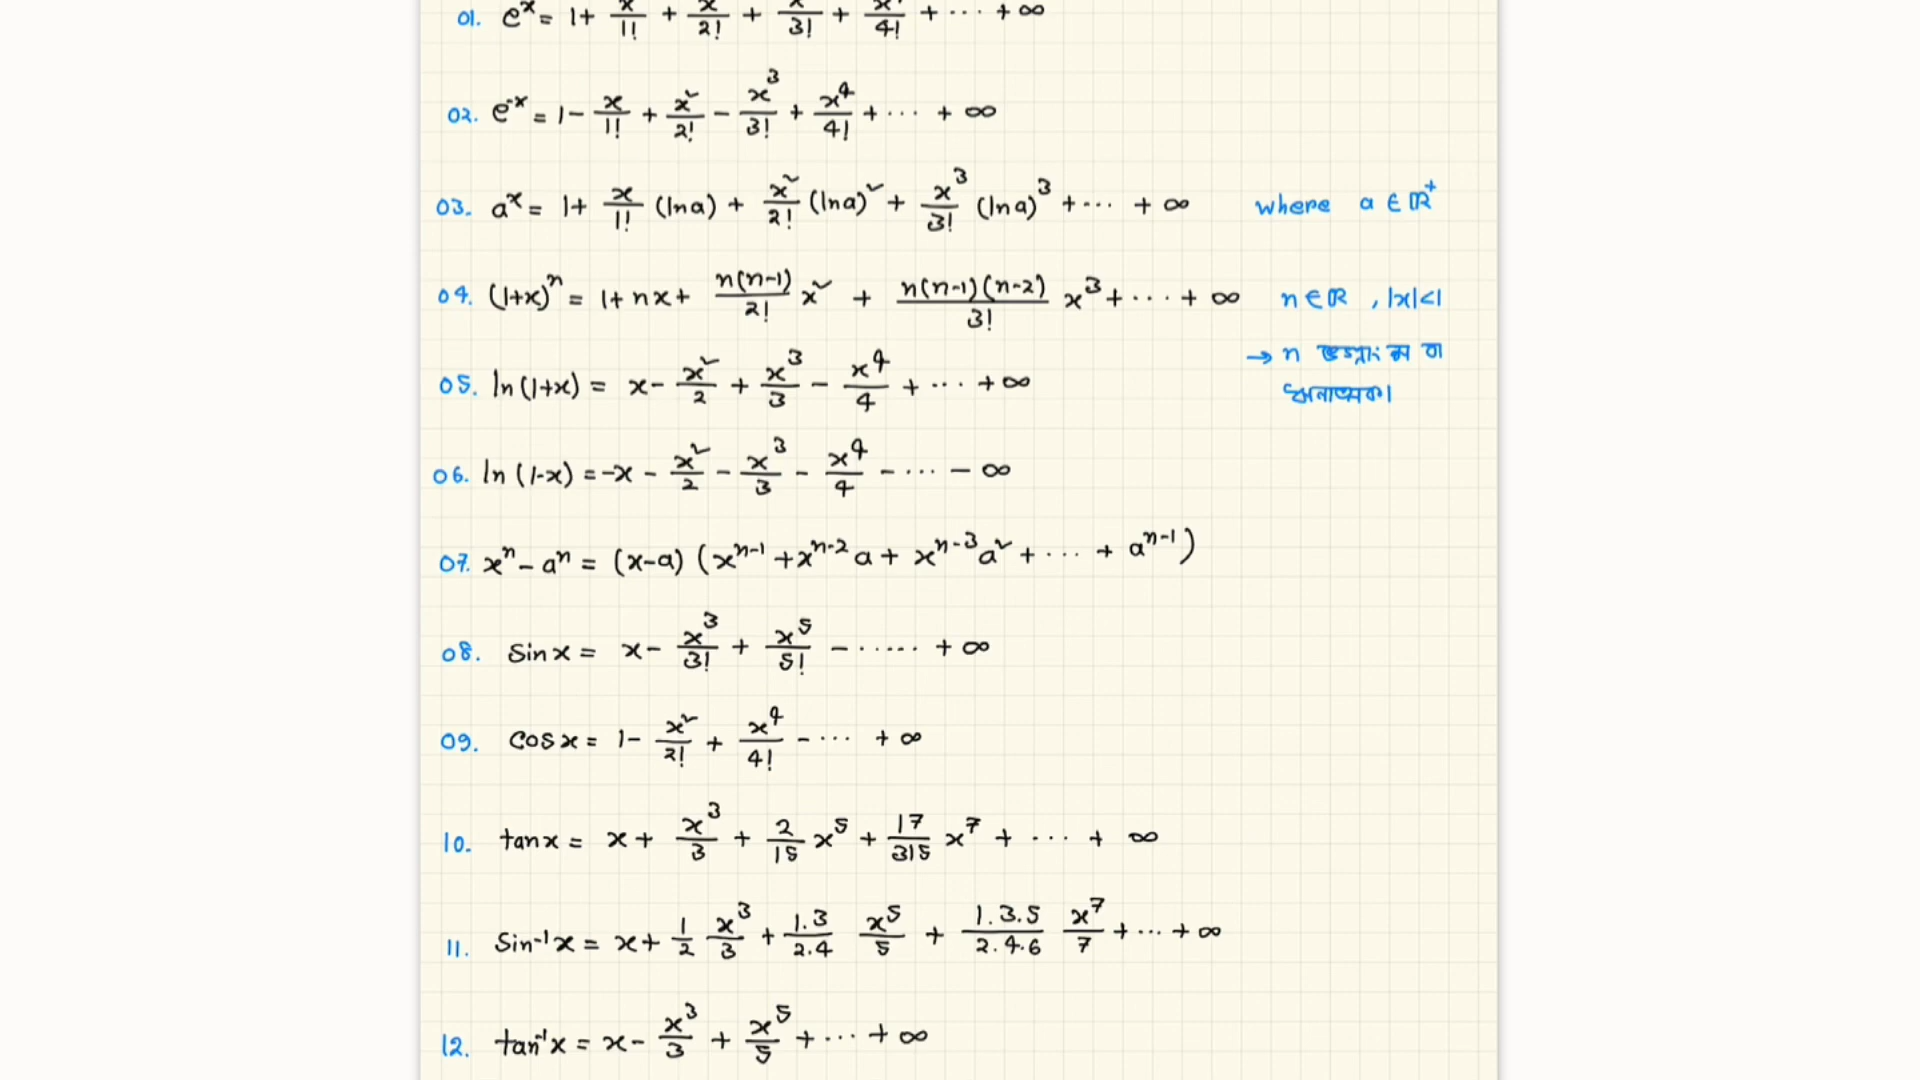 01. e^x = 1 + x/1! + x/2! + x/3! + x/4! + ··· + ∞
02. e^-x = 1 - x/1! + x²/2! - x³/3! + x⁴/4! + ··· + ∞
03. a^x = 1 + x/1! (ln a) + x²/2! (ln a)² + x³/3! (ln a)³ + ··· + ∞ where a ∈ ℝ⁺
04. (1+x)^n = 1 + nx + n(n-1)/2! x² + n(n-1)(n-2)/3! x³ + ··· + ∞ n ∈ ℝ , |x|<1
→ n ভগ্নাংশ বা
ঋনাত্মক।
05. ln(1+x) = x - x²/2 + x³/3 - x⁴/4 + ··· + ∞
06. ln (1-x) = -x - x²/2 - x³/3 - x⁴/4 - ··· - ∞
07. x^n - a^n = (x-a) (x^n-1 + x^n-2 a + x^n-3 a² + ··· + a^n-1)
08. Sin x = x - x³/3! + x⁵/5! - ······ + ∞
09. Cos x = 1 - x²/2! + x⁴/4! - ··· + ∞
10. tan x = x + x³/3 + 2/15 x⁵ + 17/315 x⁷ + ··· + ∞
11. Sin⁻¹x = x + 1/2 x³/3 + 1.3/2.4 x⁵/5 + 1.3.5/2.4.6 x⁷/7 + ··· + ∞
12. tan⁻¹x = x - x³/3 + x⁵/5 + ··· + ∞